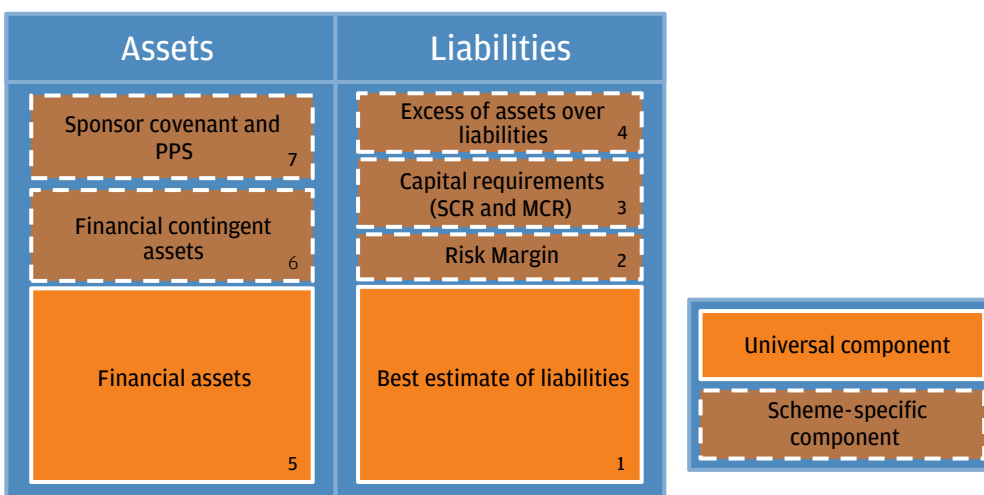 Assets
Liabilities
Sponsor covenant and
PPS
7
Financial contingent
assets
6
Financial assets
5
Excess of assets over
liabilities
4
Capital requirements
(SCR and MCR)
3
Risk Margin
2
Best estimate of liabilities
1
Universal component
Scheme-specific
component